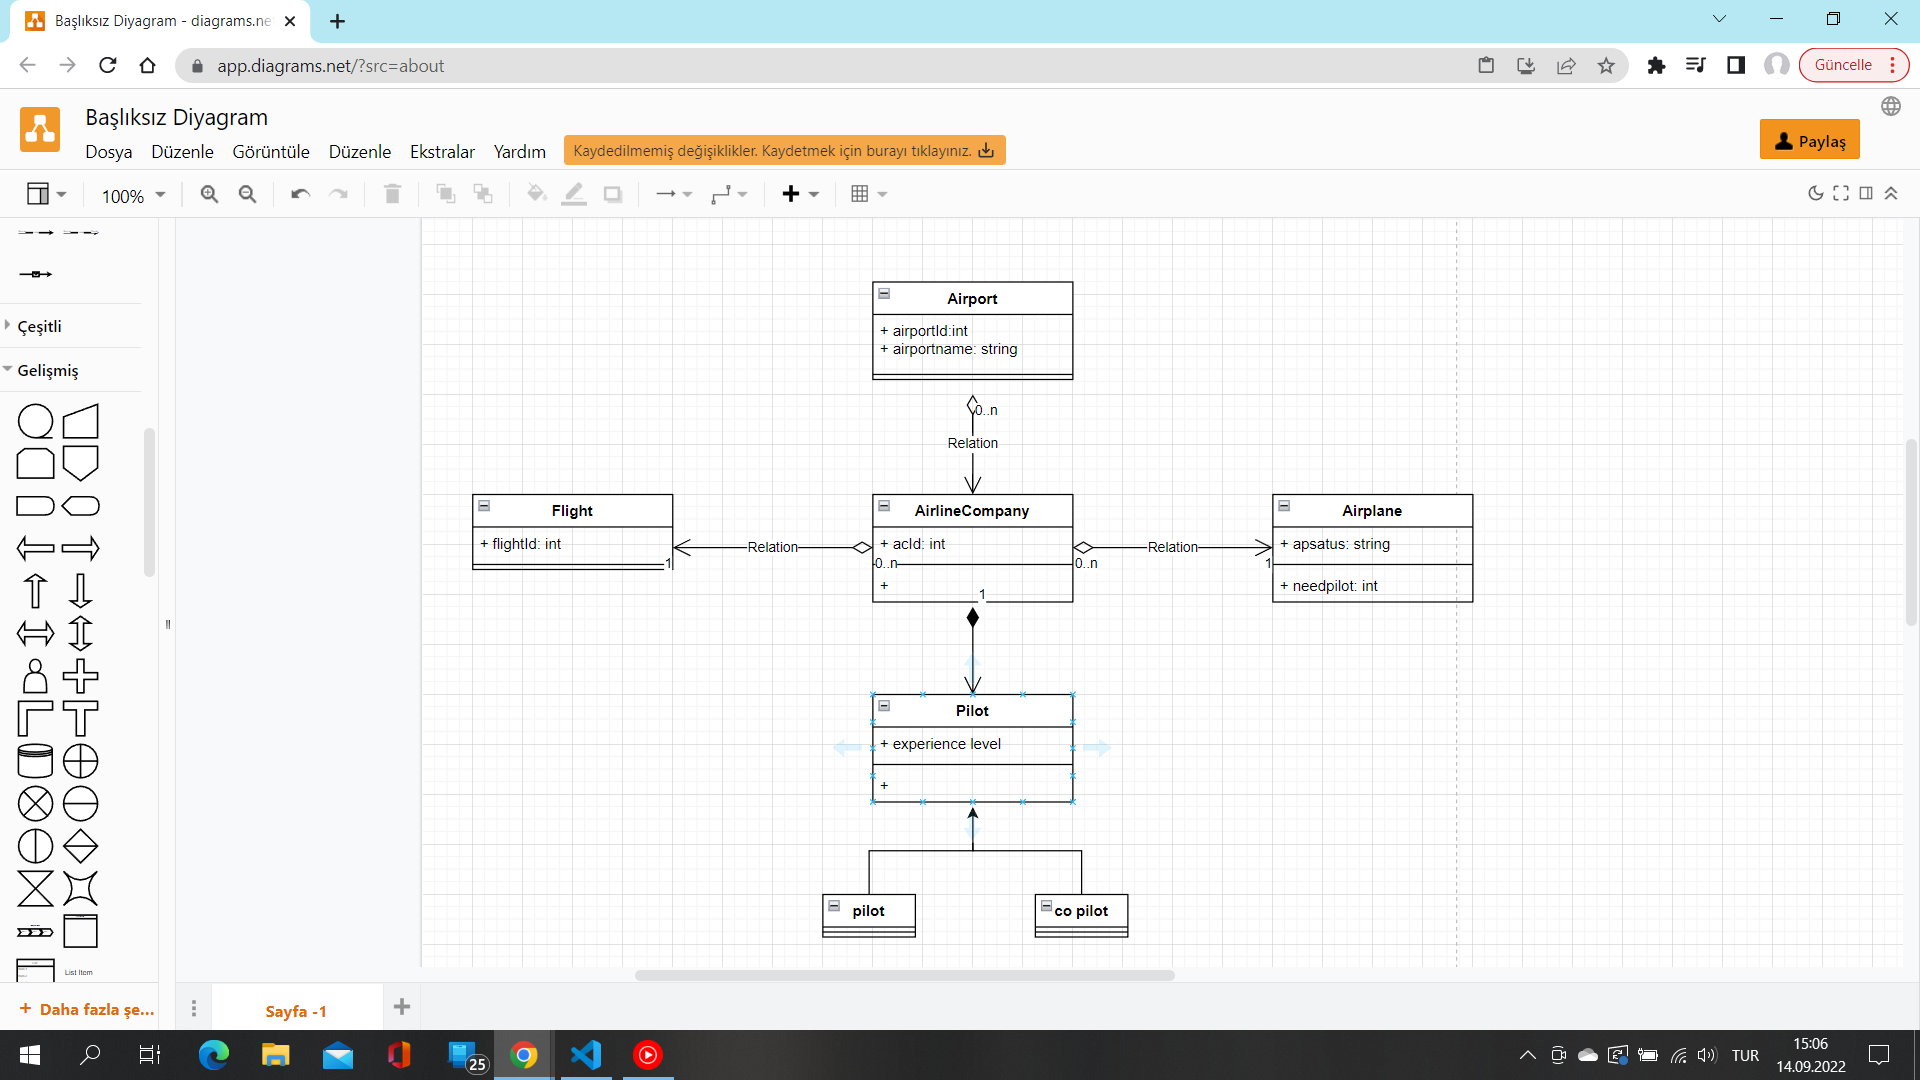 Başlıksız Diyagram - diagrams.ne
app.diagrams.net/?src=about
Güncelle
Başlıksız Diyagram
Dosya Düzenle Görüntüle Düzenle Ekstralar Yardım
Kaydedilmemiş değişiklikler. Kaydetmek için burayı tıklayınız.
Paylaş
100%
Çeşitli
Gelişmiş
List Item
+ Daha fazla şe...
Airport
+ airportId:int
+ airportname: string
0..n
Relation
Flight
+ flightId: int
1
Relation
AirlineCompany
+ acId: int
0..n
+
1
Relation
0..n
1
Airplane
+ apsatus: string
+ needpilot: int
Pilot
+ experience level
+
pilot
co pilot
Sayfa -1
25
TUR
15:06
14.09.2022